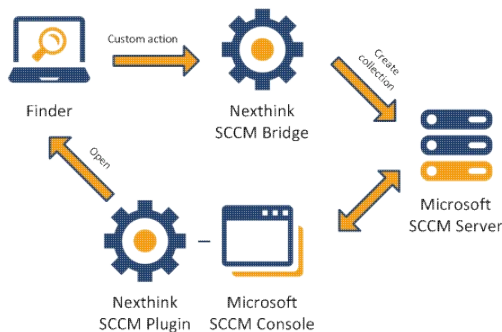 Custom action
Create
collection
Finder
Nexthink
SCCM Bridge
Open
Microsoft
SCCM Server
Nexthink
SCCM Plugin
Microsoft
SCCM Console